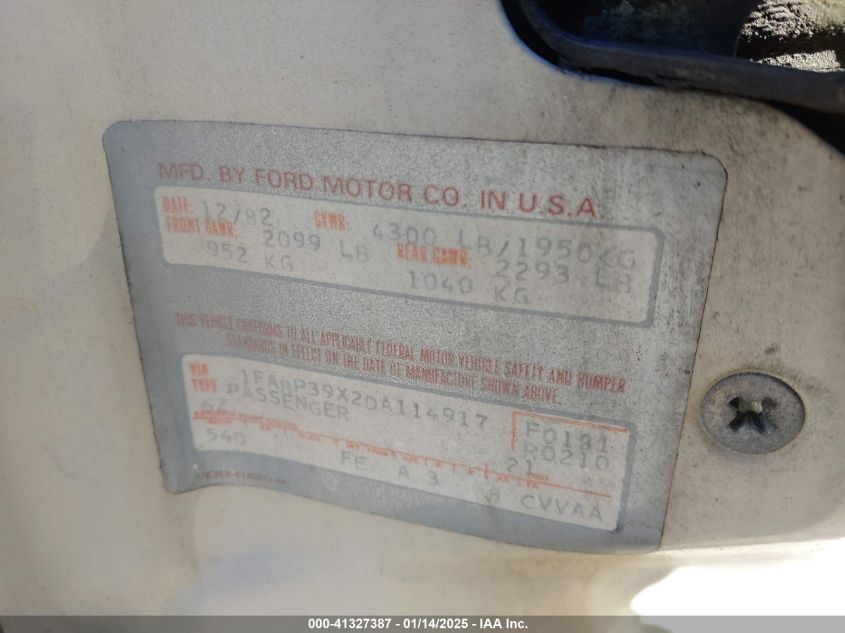 MFD. BY FORD MOTOR CO. IN U.S.A.
DATE: 12/82 GVWR: 4300 LB/1950KG
FRONT GAWR: 2099 LB REAR GAWR: 2293 LB
952 KG 1040 KG
THIS VEHICLE CONFORMS TO ALL APPLICABLE FEDERAL MOTOR VEHICLE SAFETY AND BUMPER
STANDARDS IN EFFECT ON THE DATE OF MANUFACTURE SHOWN ABOVE.
VIN 1FABP39X2DA114917 F0181
TYPE PASSENGER R0210
6Z 21
54D FE A 3 A CVVAA
000-41327387 - 01/14/2025 - IAA Inc.